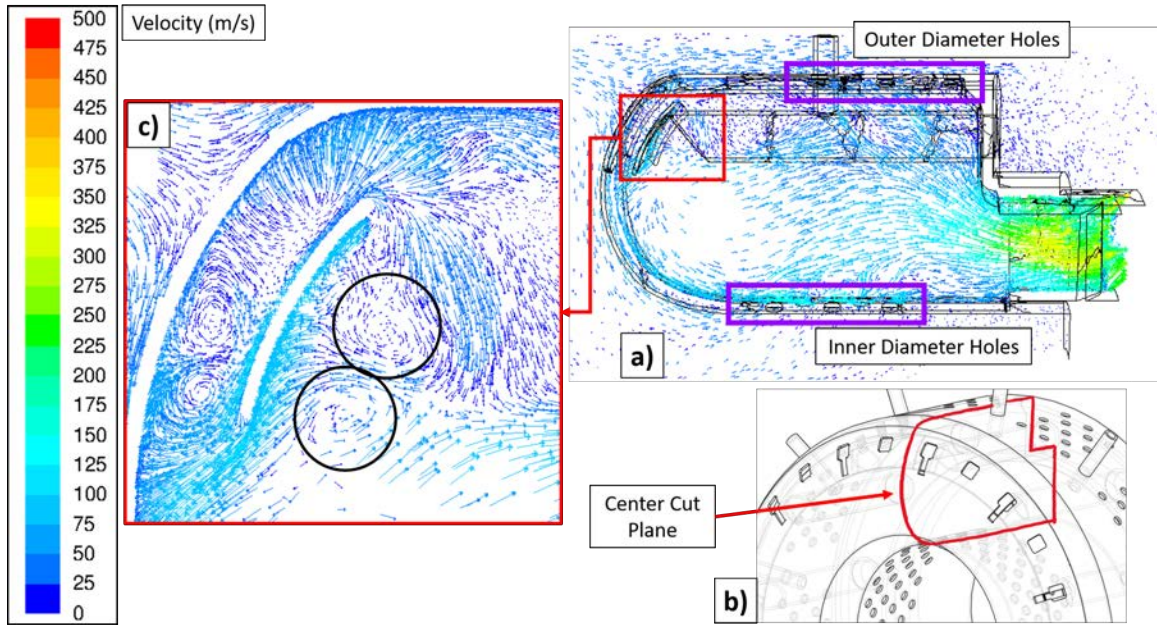 500
475
450
425
400
375
350
325
300
275
250
225
200
175
150
125
100
75
50
25
0
Velocity (m/s)
c)
Outer Diameter Holes
a)
Inner Diameter Holes
Center Cut
Plane
b)